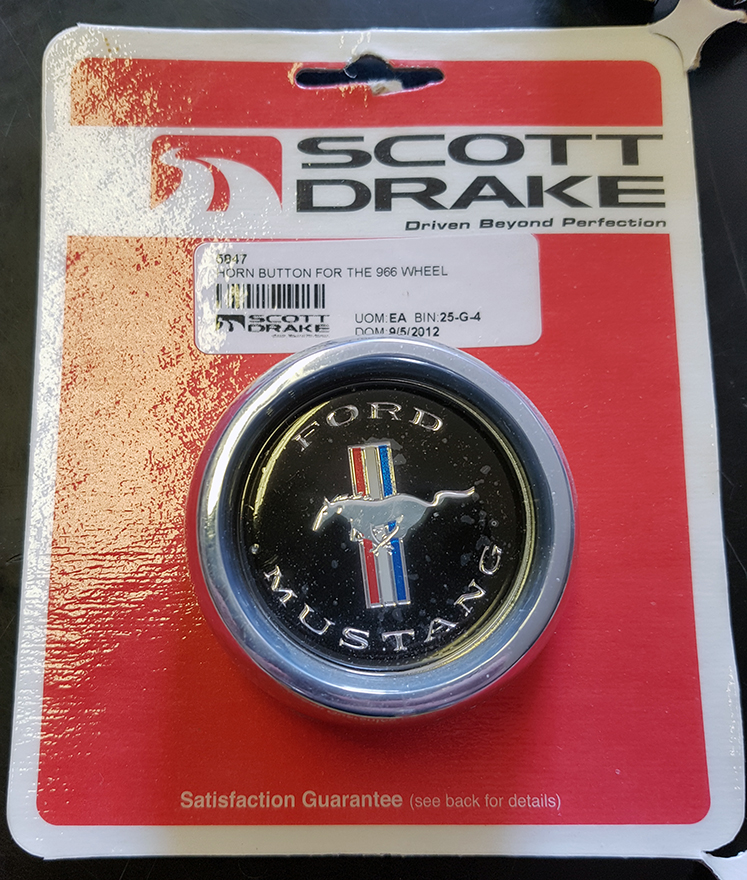 SCOTT
DRAKE
Driven Beyond Perfection
5847
HORN BUTTON FOR THE 966 WHEEL
SCOTT
DRAKE
UOM:EA BIN:25-G-4
DOM:9/5/2012
FORD
MUSTANG
Satisfaction Guarantee (see back for details)